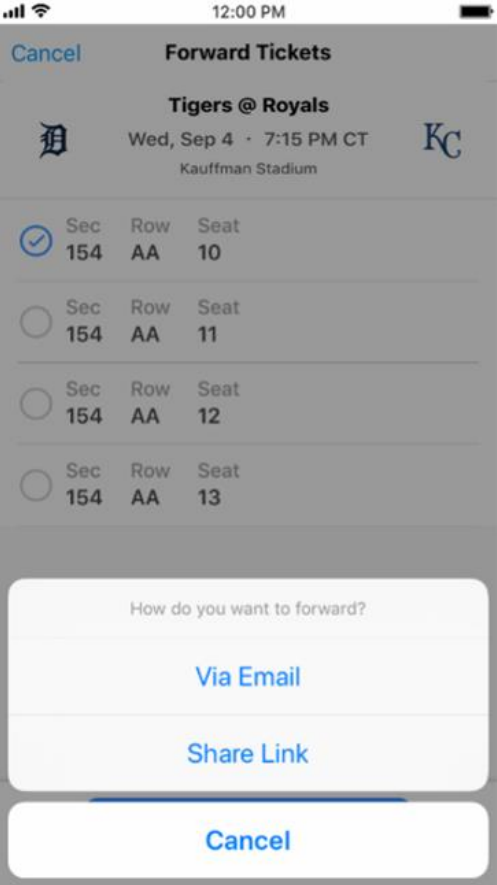 12:00 PM
Cancel Forward Tickets
Tigers @ Royals
Wed, Sep 4 · 7:15 PM CT
Kauffman Stadium
D
KC
Sec Row Seat
154 AA 10
Sec Row Seat
154 AA 11
Sec Row Seat
154 AA 12
Sec Row Seat
154 AA 13
How do you want to forward?
Via Email
Share Link
Cancel